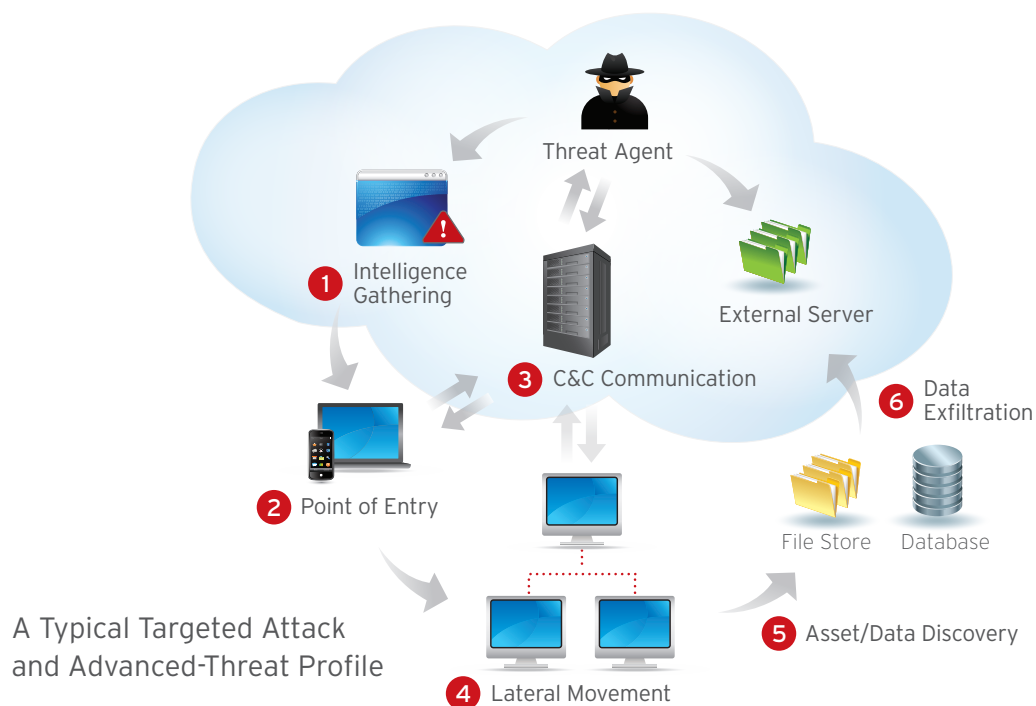 Threat Agent
1
Intelligence
Gathering
External Server
3
C&C Communication
6
Data
Exfiltration
2
Point of Entry
File Store
Database
5
Asset/Data Discovery
A Typical Targeted Attack
and Advanced-Threat Profile
4
Lateral Movement